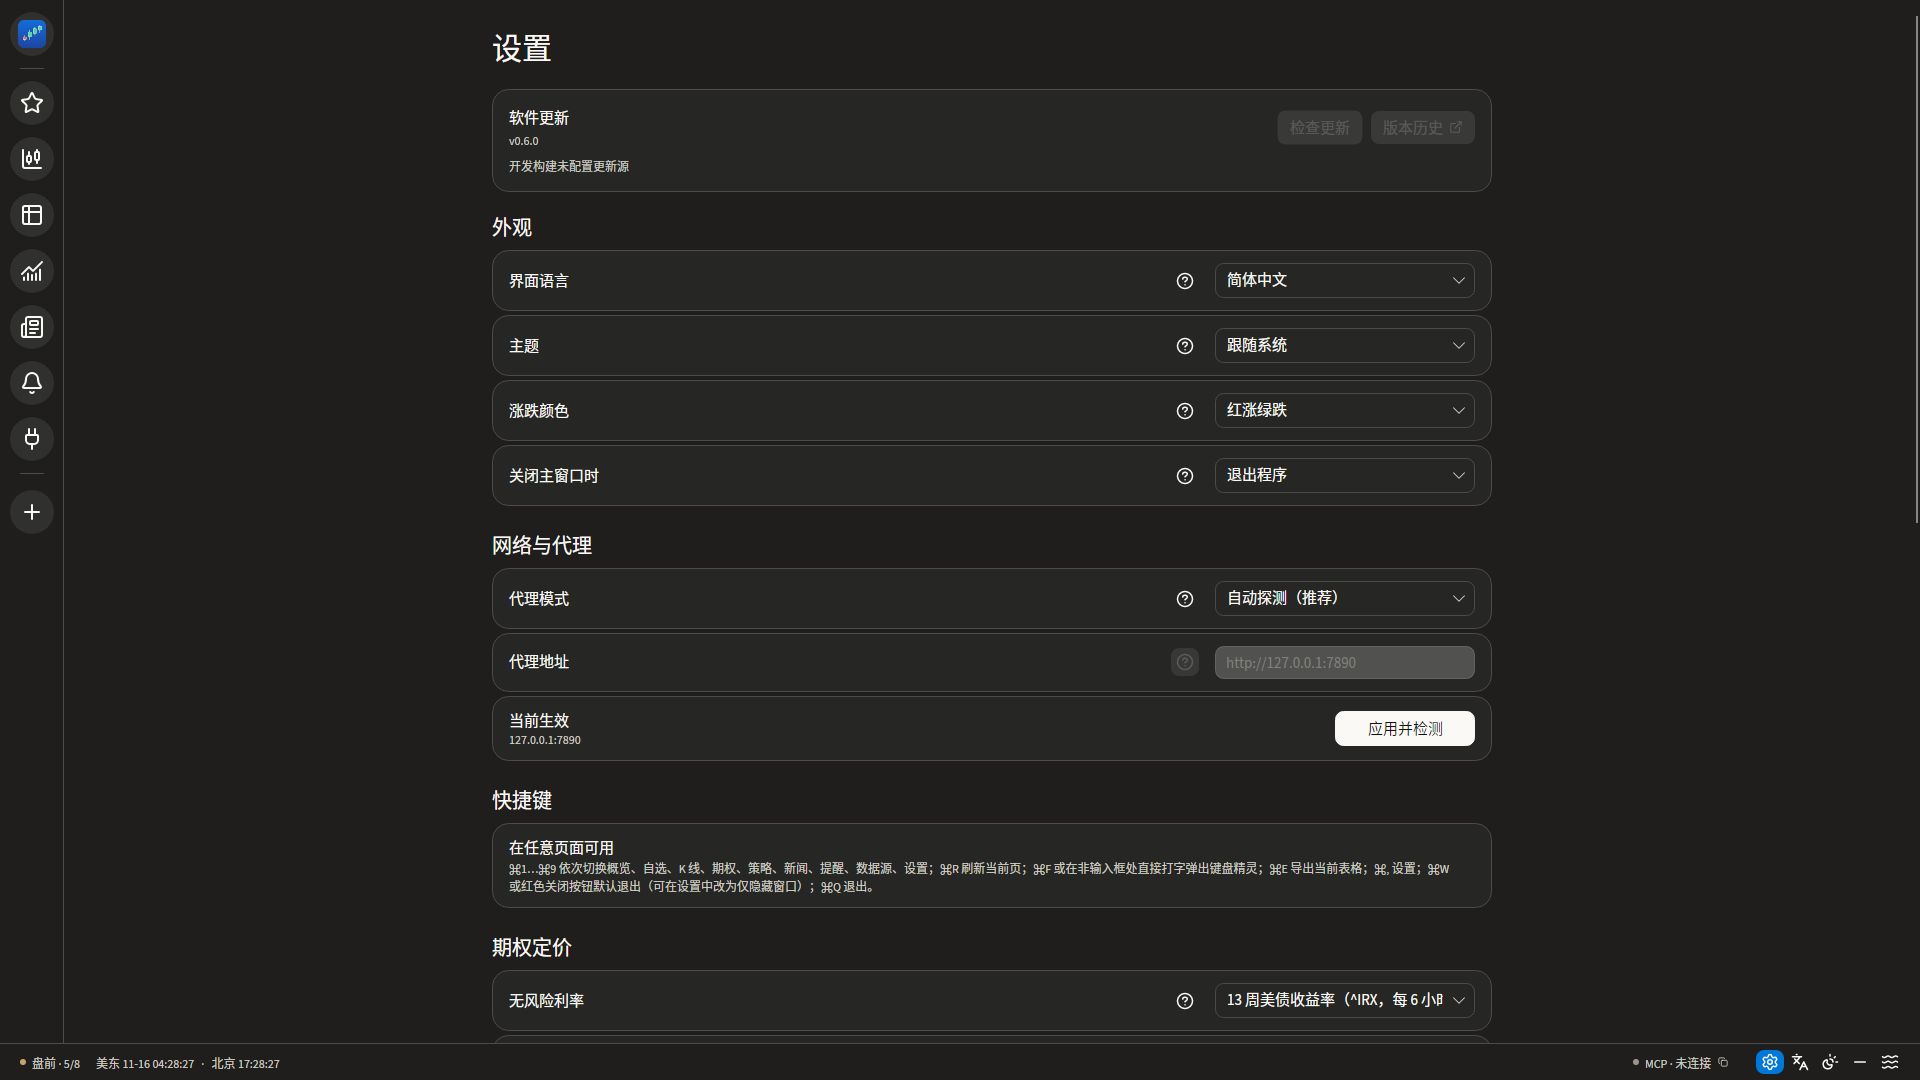 设置
软件更新
v0.6.0
开发构建未配置更新源
检查更新
版本历史
外观
界面语言
简体中文
主题
跟随系统
涨跌颜色
红涨绿跌
关闭主窗口时
退出程序
网络与代理
代理模式
自动探测（推荐）
代理地址
http://127.0.0.1:7890
当前生效
127.0.0.1:7890
应用并检测
快捷键
在任意页面可用
⌘1…⌘9 依次切换概览、自选、K 线、期权、策略、新闻、提醒、数据源、设置；⌘R 刷新当前页；⌘F 或在非输入框处直接打字弹出键盘精灵；⌘E 导出当前表格；⌘, 设置；⌘W
或红色关闭按钮默认退出（可在设置中改为仅隐藏窗口）；⌘Q 退出。
期权定价
无风险利率
13 周美债收益率（^IRX，每 6 小
盘前 · 5/8 美东 11-16 04:28:27 · 北京 17:28:27
MCP · 未连接